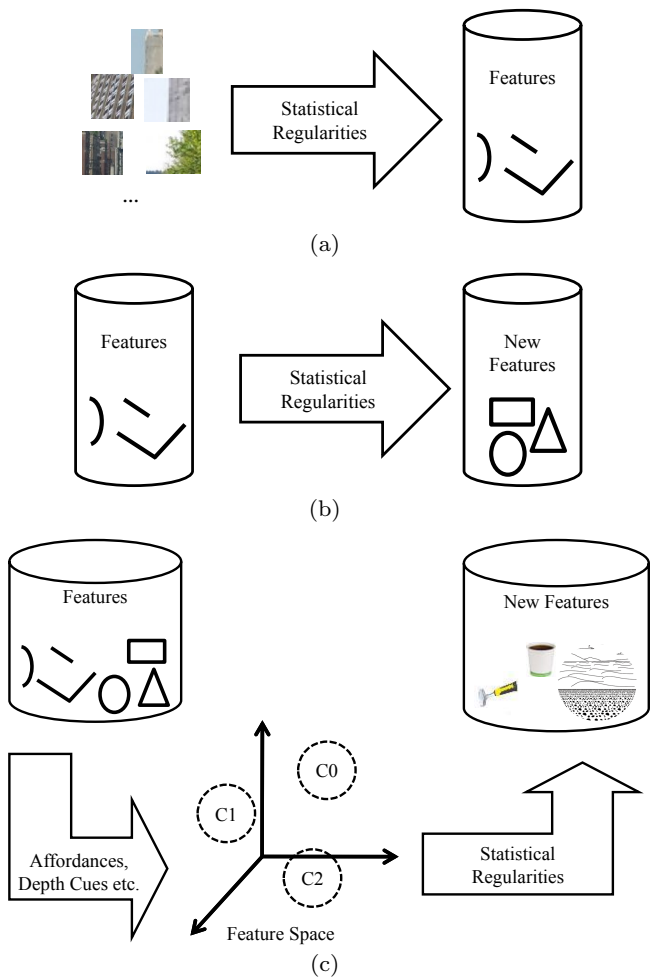 Features
Statistical
Regularities
...
(a)
Features
Statistical
Regularities
New
Features
(b)
Features
New Features
C0
C1
C2
Affordances,
Depth Cues etc.
Statistical
Regularities
Feature Space
(c)